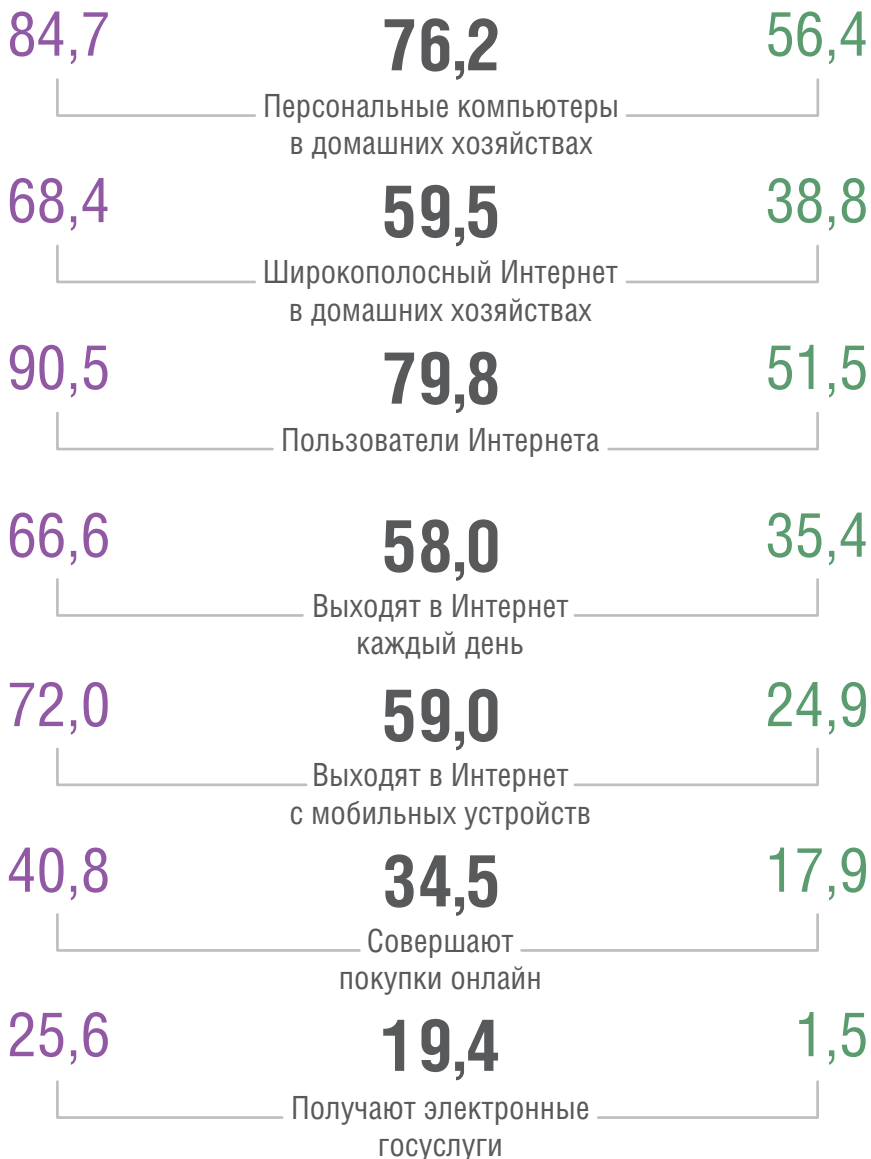 84,7 76,2 56,4
Персональные компьютеры
в домашних хозяйствах
68,4 59,5 38,8
Широкополосный Интернет
в домашних хозяйствах
90,5 79,8 51,5
Пользователи Интернета
66,6 58,0 35,4
Выходят в Интернет
каждый день
72,0 59,0 24,9
Выходят в Интернет
с мобильных устройств
40,8 34,5 17,9
Совершают
покупки онлайн
25,6 19,4 1,5
Получают электронные
госуслуги